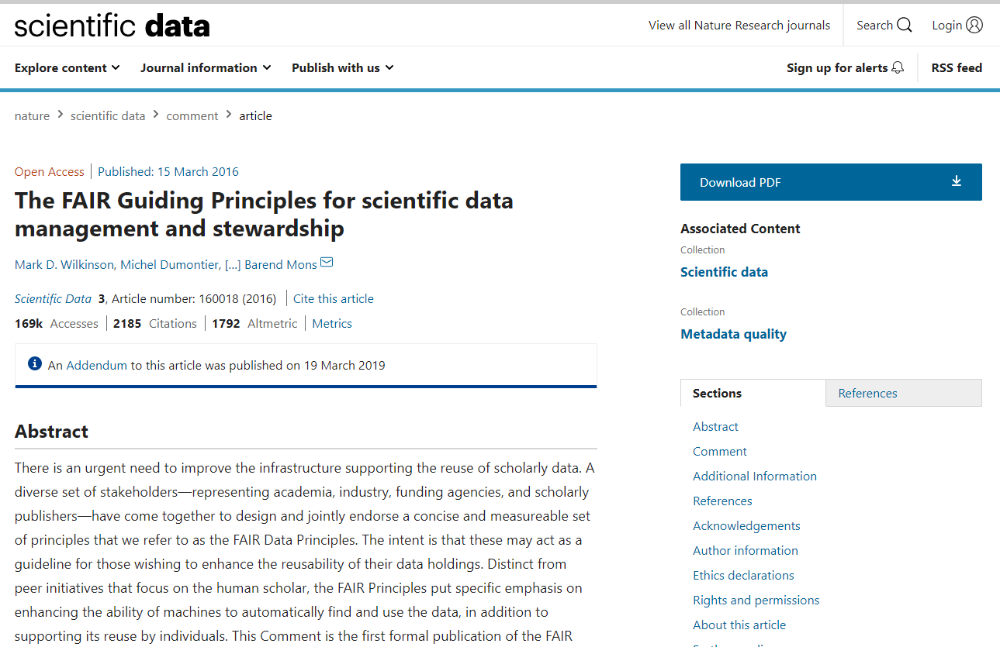 scientific data
View all Nature Research journals
Search
Login
Explore content
Journal information
Publish with us
Sign up for alerts
RSS feed
nature > scientific data > comment > article
Open Access | Published: 15 March 2016
The FAIR Guiding Principles for scientific data
management and stewardship
Mark D. Wilkinson, Michel Dumontier, [...] Barend Mons
Scientific Data 3, Article number: 160018 (2016) | Cite this article
169k Accesses | 2185 Citations | 1792 Altmetric | Metrics
An Addendum to this article was published on 19 March 2019
Abstract
There is an urgent need to improve the infrastructure supporting the reuse of scholarly data. A
diverse set of stakeholders—representing academia, industry, funding agencies, and scholarly
publishers—have come together to design and jointly endorse a concise and measureable set
of principles that we refer to as the FAIR Data Principles. The intent is that these may act as a
guideline for those wishing to enhance the reusability of their data holdings. Distinct from
peer initiatives that focus on the human scholar, the FAIR Principles put specific emphasis on
enhancing the ability of machines to automatically find and use the data, in addition to
supporting its reuse by individuals. This Comment is the first formal publication of the FAIR
Download PDF
Associated Content
Collection
Scientific data
Collection
Metadata quality
Sections
References
Abstract
Comment
Additional Information
References
Acknowledgements
Author information
Ethics declarations
Rights and permissions
About this article